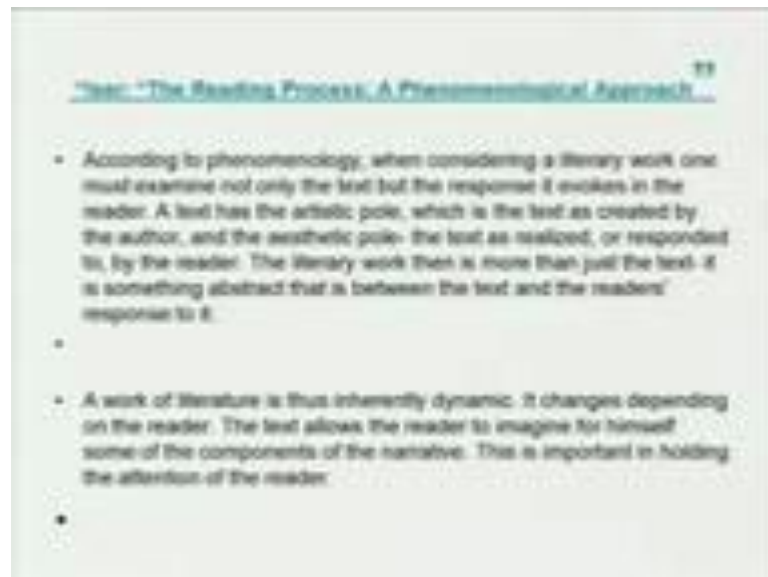 "Iser: "The Reading Process: A Phenomenological Approach"
• According to phenomenology, when considering a literary work one
must examine not only the text but the response it evokes in the
reader. A text has the artistic pole, which is the text as created by
the author, and the aesthetic pole- the text as realized, or responded
to, by the reader. The literary work then is more than just the text- it
is something abstract that is between the text and the readers'
response to it.
•
• A work of literature is thus inherently dynamic. It changes depending
on the reader. The text allows the reader to imagine for himself
some of the components of the narrative. This is important in holding
the attention of the reader.
•